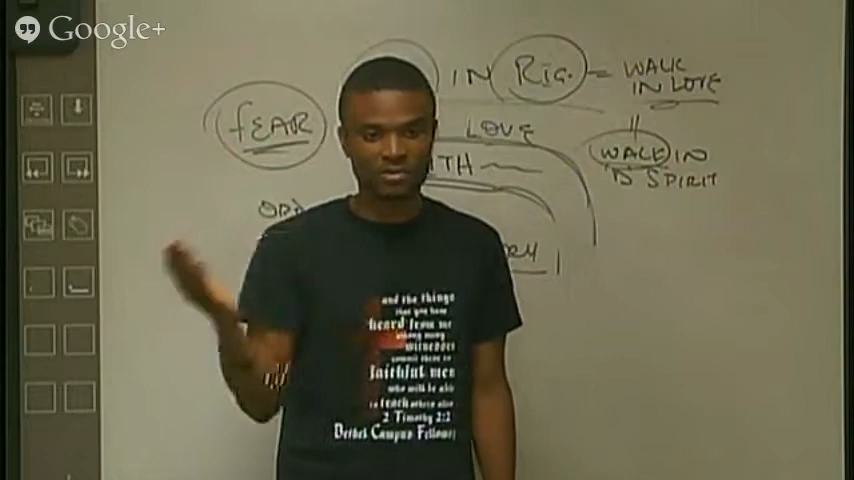 Google+
IN RIG. = WALK
IN LOVE
FEAR
LOVE
WALK IN
SPIRIT
and the things
that you have
heard from me
among many
witnesses
commit these to
faithful men
who will be able
to teach others also
2 Timothy 2:2
Bethel Campus Fellowship